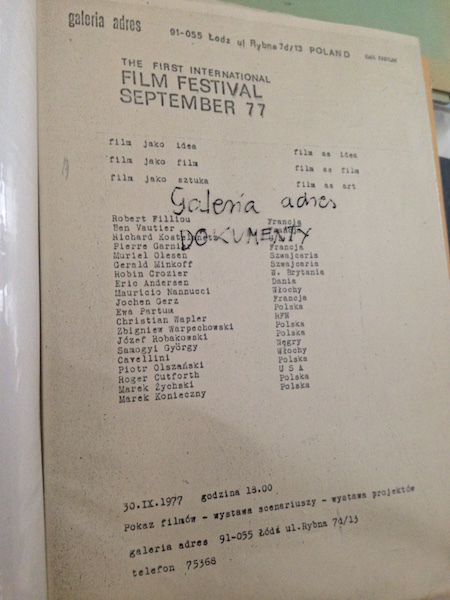 galeria adres 91-055 Łódz ul Rybna 7d/13 POLAND EWA PARTUM
THE FIRST INTERNATIONAL
FILM FESTIVAL
SEPTEMBER 77
film jako idea film as idea
film jako film film as film
film jako sztuka film as art
Galeria adres
DOKUMENTY
Robert Filliou Francja
Ben Vautier
Richard
Pierre Garnier Francja
Muriel Olesen Szwajcaria
Gerald Minkoff Szwajcaria
Robin Crozier W. Brytania
Eric Andersen Dania
Mauricio Nannucci Włochy
Jochen Gerz Francja
Ewa Partum Polska
Christian Wapler RFN
Zbigniew Warpechowski Polska
Józef Robakowski Polska
Samogyi György Węgry
Cavellini Włochy
Piotr Olszański Polska
Roger Cutforth U S A
Marek Żychski Polska
Marek Konieczny Polska
30.IX.1977 godzina 18.00
Pokaz filmów - wystawa scenariuszy - wystawa projektów
galeria adres 91-055 Łódź ul.Rybna 7d/13
telefon 75368